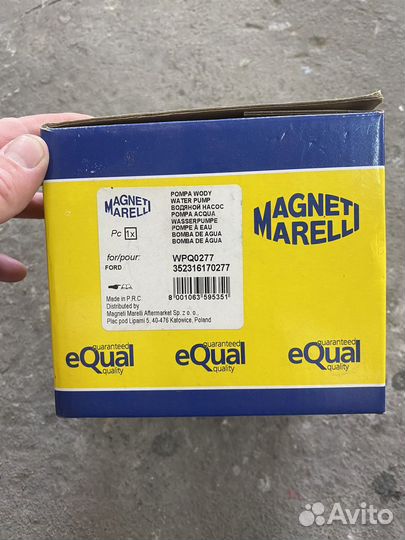 MAGNETI
MARELLI
Pc 1x
POMPA WODY
WATER PUMP
ВОДЯНОЙ НАСОС
POMPA ACQUA
WASSERPUMPE
POMPE À EAU
BOMBA DE AGUA
BOMBA DE ÁGUA
for/pour:
FORD
WPQ0277
352316170277
8 001063 595351
Made in P.R.C.
Distributed by
Magneti Marelli Aftermarket Sp. z o. o.,
Plac pod Lipami 5, 40-476 Katowice, Poland
MAGNETI
MARELLI
guaranteed
eQual
quality
guaranteed
eQual
quality
guaranteed
eQual
quality
Avito